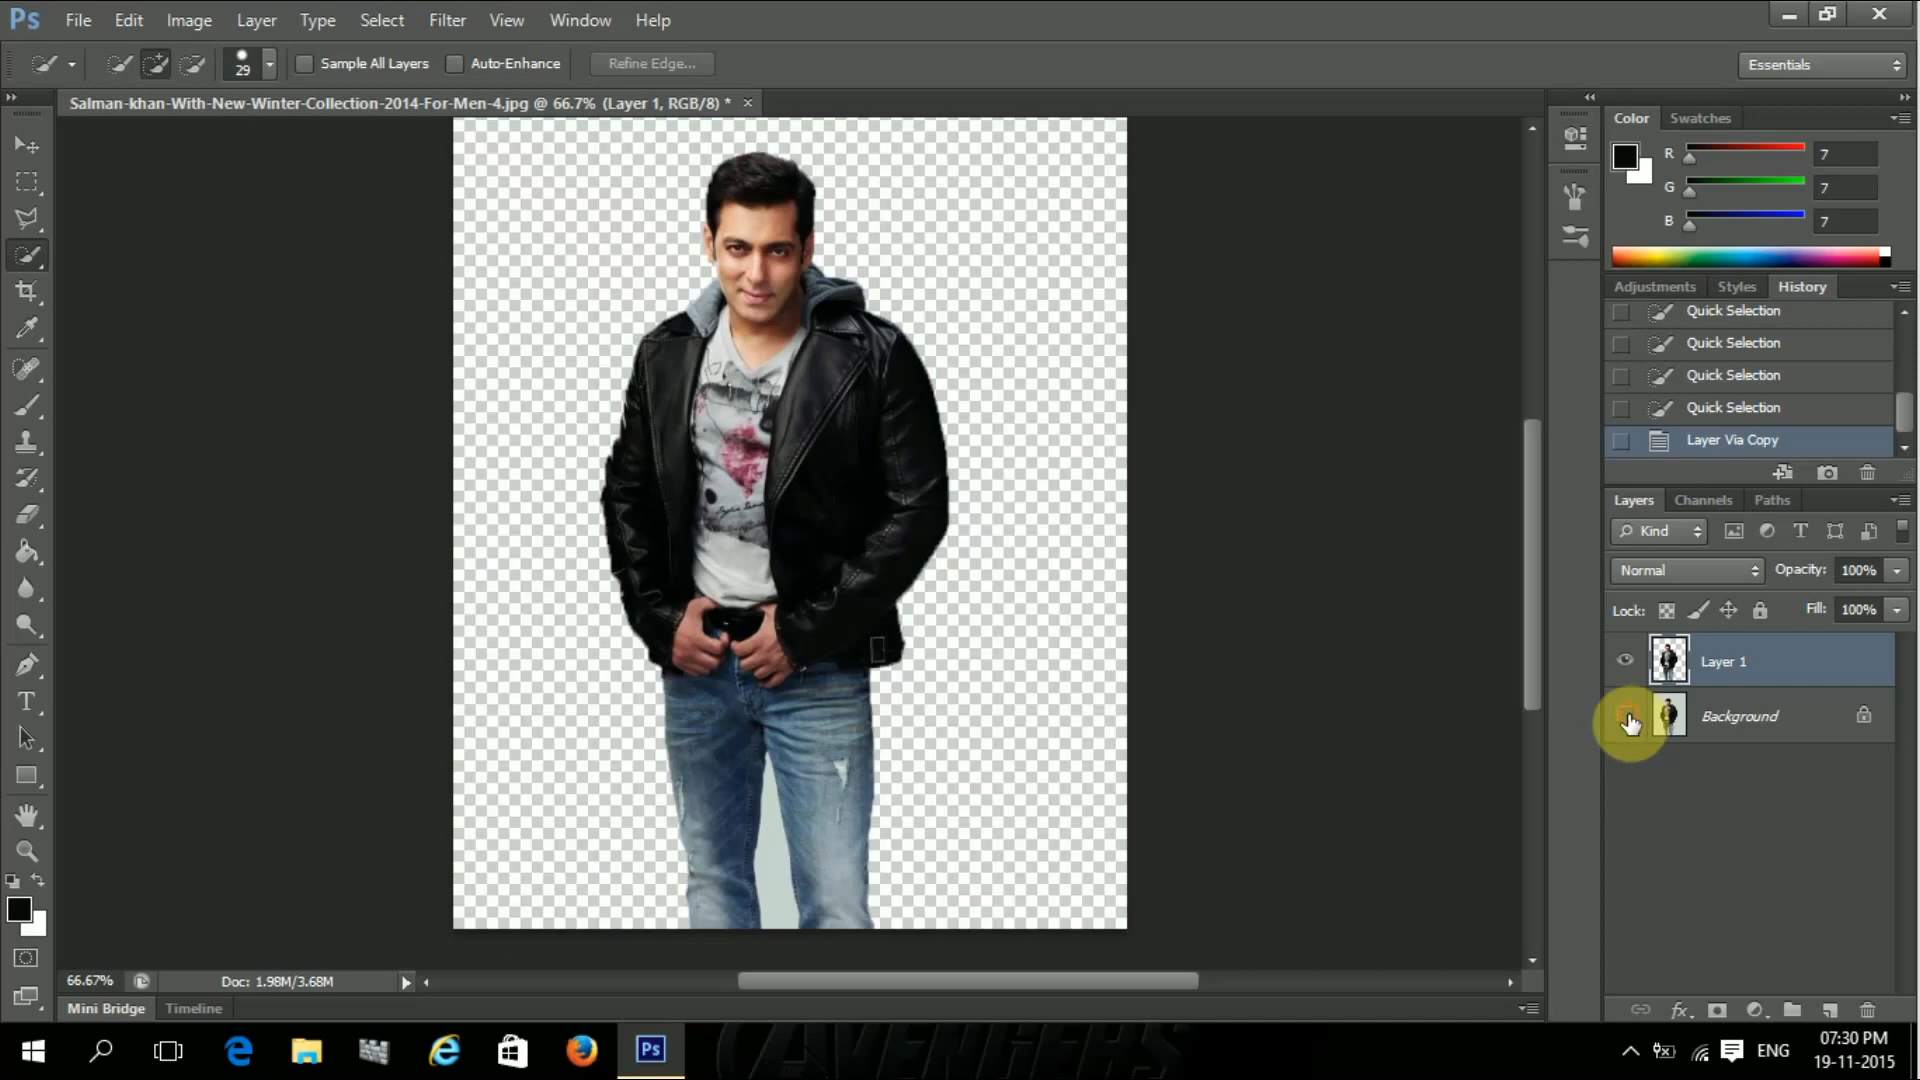 Ps File Edit Image Layer Type Select Filter View Window Help
29 Sample All Layers Auto-Enhance Refine Edge... Essentials
Salman-khan-With-New-Winter-Collection-2014-For-Men-4.jpg @ 66.7% (Layer 1, RGB/8) * ×
Color Swatches
R 7
G 7
B 7
Adjustments Styles History
Quick Selection
Quick Selection
Quick Selection
Quick Selection
Layer Via Copy
Layers Channels Paths
Kind
Normal Opacity: 100%
Lock: Fill: 100%
Layer 1
Background
66.67% Doc: 1.98M/3.68M
Mini Bridge Timeline
AVENGERS
Ps
ENG
07:30 PM
19-11-2015